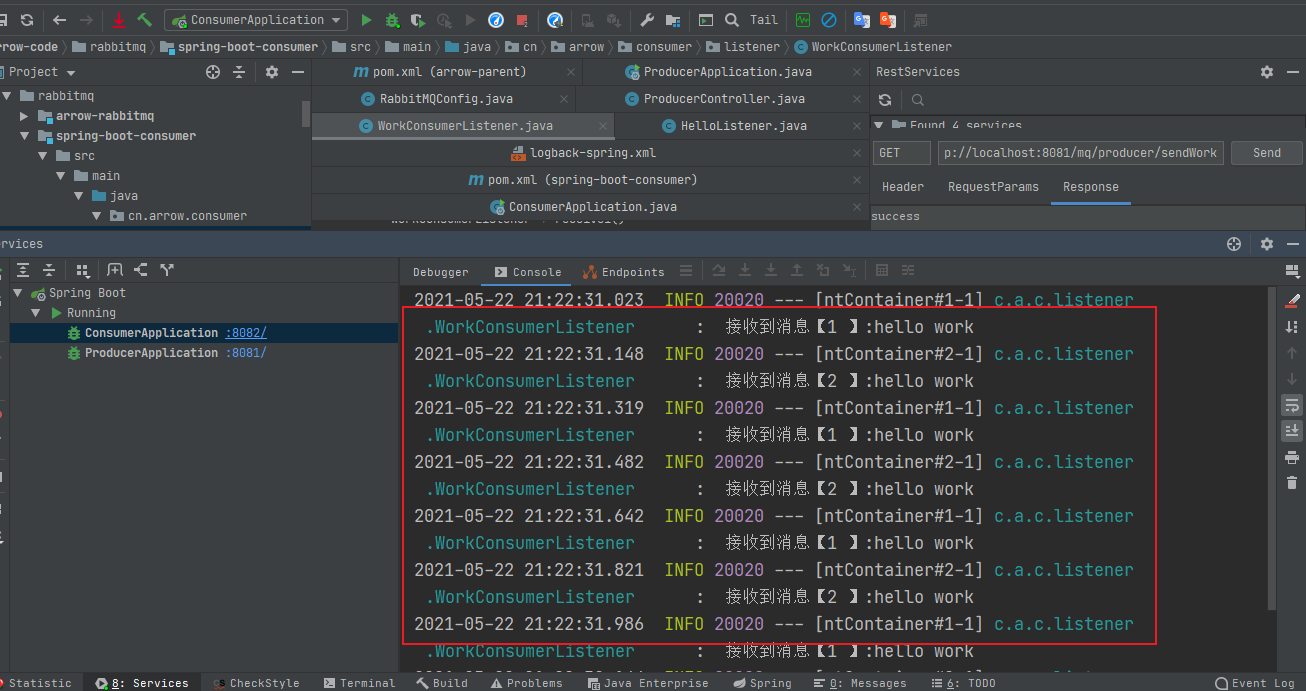 ConsumerApplication
Tail
rrow-code
rabbitmq
spring-boot-consumer
src
main
java
cn
arrow
consumer
listener
WorkConsumerListener
Project
rabbitmq
arrow-rabbitmq
spring-boot-consumer
src
main
java
cn.arrow.consumer
pom.xml (arrow-parent)
ProducerApplication.java
RabbitMQConfig.java
ProducerController.java
WorkConsumerListener.java
HelloListener.java
logback-spring.xml
pom.xml (spring-boot-consumer)
ConsumerApplication.java
RestServices
Found 4 services
GET
p://localhost:8081/mq/producer/sendWork
Send
Header
RequestParams
Response
success
rvices
Spring Boot
Running
ConsumerApplication :8082/
ProducerApplication :8081/
Debugger
Console
Endpoints
2021-05-22 21:22:31.023  INFO 20020 --- [ntContainer#1-1] c.a.c.listener
.WorkConsumerListener      :  接收到消息【1 】:hello work
2021-05-22 21:22:31.148  INFO 20020 --- [ntContainer#2-1] c.a.c.listener
.WorkConsumerListener      :  接收到消息【2 】:hello work
2021-05-22 21:22:31.319  INFO 20020 --- [ntContainer#1-1] c.a.c.listener
.WorkConsumerListener      :  接收到消息【1 】:hello work
2021-05-22 21:22:31.482  INFO 20020 --- [ntContainer#2-1] c.a.c.listener
.WorkConsumerListener      :  接收到消息【2 】:hello work
2021-05-22 21:22:31.642  INFO 20020 --- [ntContainer#1-1] c.a.c.listener
.WorkConsumerListener      :  接收到消息【1 】:hello work
2021-05-22 21:22:31.821  INFO 20020 --- [ntContainer#2-1] c.a.c.listener
.WorkConsumerListener      :  接收到消息【2 】:hello work
2021-05-22 21:22:31.986  INFO 20020 --- [ntContainer#1-1] c.a.c.listener
.WorkConsumerListener      :  接收到消息【1 】:hello work
Statistic
8: Services
CheckStyle
Terminal
Build
Problems
Java Enterprise
Spring
0: Messages
6: TODO
Event Log